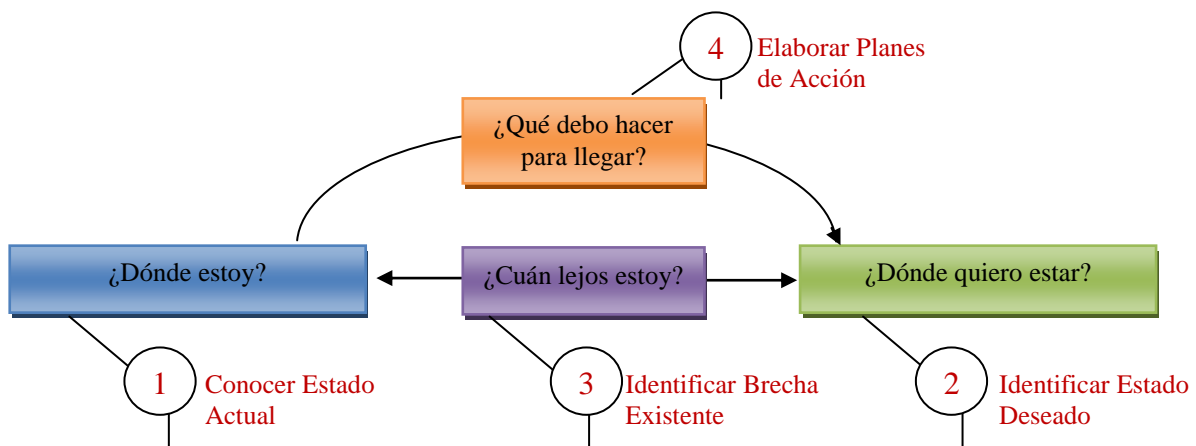 4
Elaborar Planes
de Acción
¿Qué debo hacer
para llegar?
¿Dónde estoy?
¿Cuán lejos estoy?
¿Dónde quiero estar?
1
Conocer Estado
Actual
3
Identificar Brecha
Existente
2
Identificar Estado
Deseado